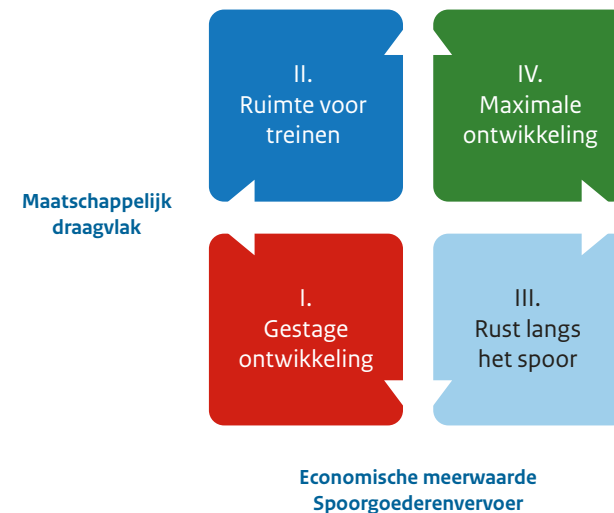 II.
Ruimte voor
treinen
IV.
Maximale
ontwikkeling
Maatschappelijk
draagvlak
I.
Gestage
ontwikkeling
III.
Rust langs
het spoor
Economische meerwaarde
Spoorgoederenvervoer